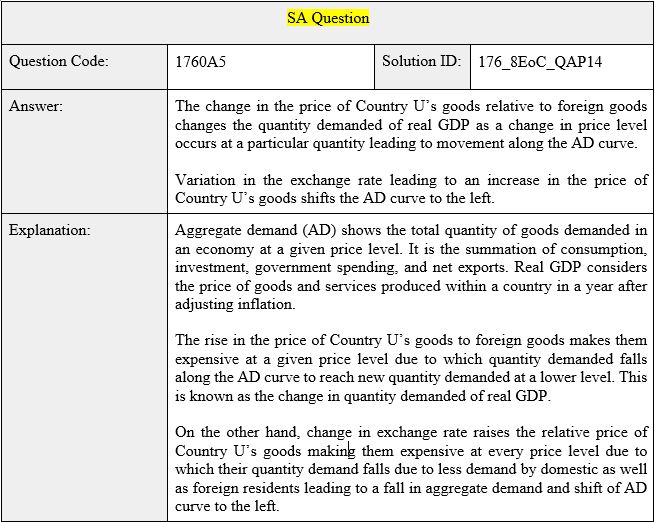 SA Question
Question Code: 1760A5 Solution ID: 176_8EoC_QAP14
Answer: The change in the price of Country U's goods relative to foreign goods
changes the quantity demanded of real GDP as a change in price level
occurs at a particular quantity leading to movement along the AD curve.
Variation in the exchange rate leading to an increase in the price of
Country U's goods shifts the AD curve to the left.
Explanation: Aggregate demand (AD) shows the total quantity of goods demanded in
an economy at a given price level. It is the summation of consumption,
investment, government spending, and net exports. Real GDP considers
the price of goods and services produced within a country in a year after
adjusting inflation.
The rise in the price of Country U's goods to foreign goods makes them
expensive at a given price level due to which quantity demanded falls
along the AD curve to reach new quantity demanded at a lower level. This
is known as the change in quantity demanded of real GDP.
On the other hand, change in exchange rate raises the relative price of
Country U's goods making them expensive at every price level due to
which their quantity demand falls due to less demand by domestic as well
as foreign residents leading to a fall in aggregate demand and shift of AD
curve to the left.